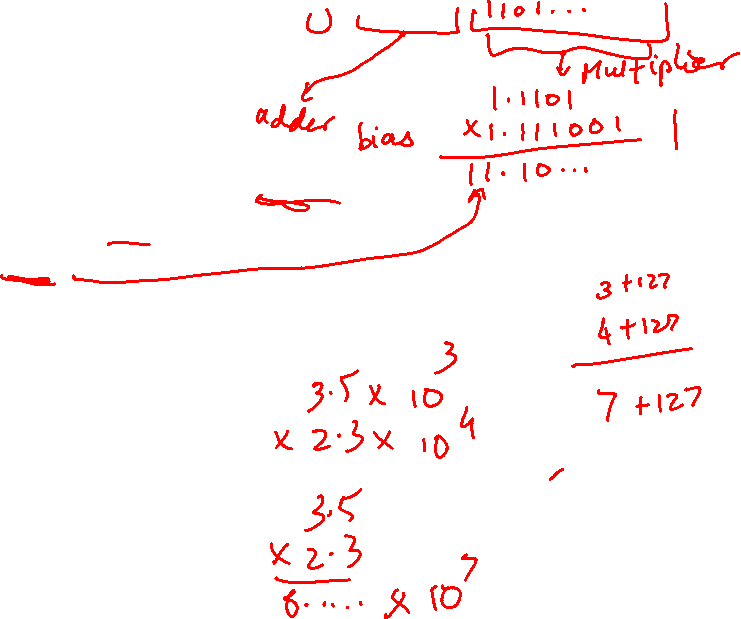 0 1101...
Multiplier
adder bias
1.1101
×1.111001
11.10...
3+127
4+127
7+127
3.5 × 10^3
× 2.3 × 10^4
3.5
× 2.3
8..... × 10^7